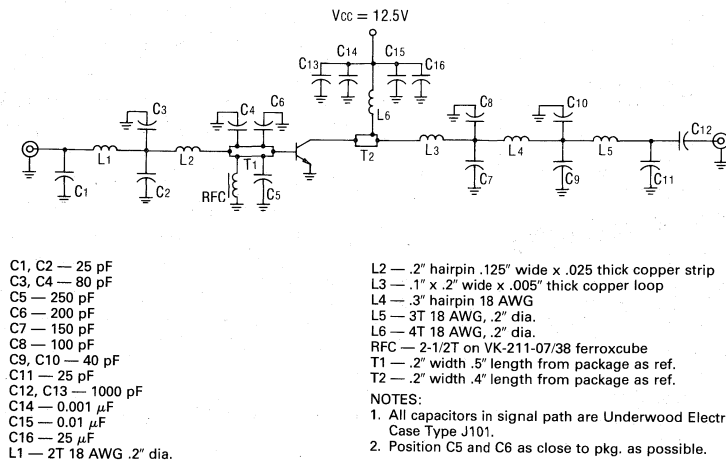 VCC = 12.5V
C13
C14
C15
C16
L6
C3
C4
C6
C8
C10
C12
L1
L2
T1
T2
L3
L4
L5
C1
C2
RFC
C5
C7
C9
C11
C1, C2 — 25 pF
C3, C4 — 80 pF
C5 — 250 pF
C6 — 200 pF
C7 — 150 pF
C8 — 100 pF
C9, C10 — 40 pF
C11 — 25 pF
C12, C13 — 1000 pF
C14 — 0.001 μF
C15 — 0.01 μF
C16 — 25 μF
L1 — 2T 18 AWG .2" dia.
L2 — .2" hairpin .125" wide x .025 thick copper strip
L3 — .1" x .2" wide x .005" thick copper loop
L4 — .3" hairpin 18 AWG
L5 — 3T 18 AWG, .2" dia.
L6 — 4T 18 AWG, .2" dia.
RFC — 2-1/2T on VK-211-07/38 ferroxcube
T1 — .2" width .5" length from package as ref.
T2 — .2" width .4" length from package as ref.
NOTES:
1. All capacitors in signal path are Underwood Electr
Case Type J101.
2. Position C5 and C6 as close to pkg. as possible.